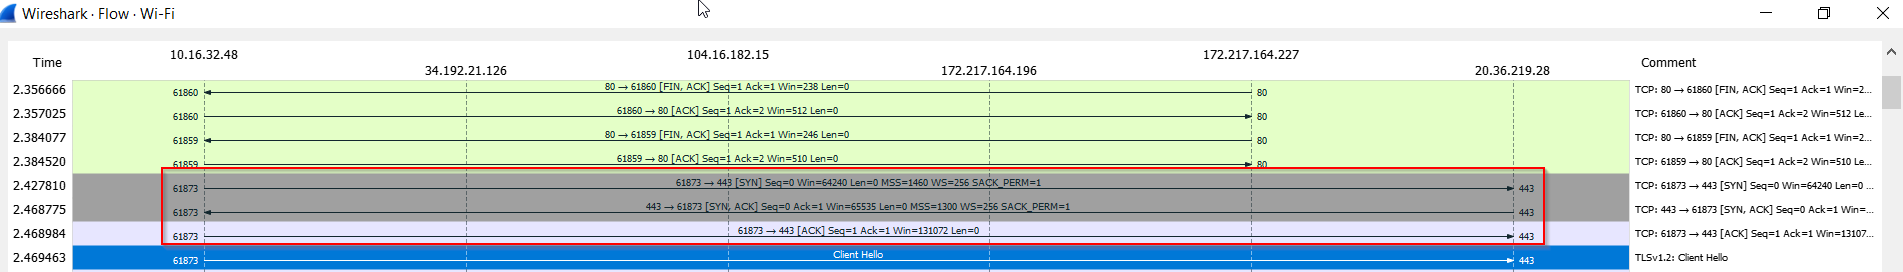 Wireshark · Flow · Wi-Fi
10.16.32.48 104.16.182.15 172.217.164.227
Time 34.192.21.126 172.217.164.196 20.36.219.28 Comment
2.356666 61860 80 → 61860 [FIN, ACK] Seq=1 Ack=1 Win=238 Len=0 80 TCP: 80 → 61860 [FIN, ACK] Seq=1 Ack=1 Win=2...
2.357025 61860 61860 → 80 [ACK] Seq=1 Ack=2 Win=512 Len=0 80 TCP: 61860 → 80 [ACK] Seq=1 Ack=2 Win=512 Le...
2.384077 61859 80 → 61859 [FIN, ACK] Seq=1 Ack=1 Win=246 Len=0 80 TCP: 80 → 61859 [FIN, ACK] Seq=1 Ack=1 Win=2...
2.384520 61859 61859 → 80 [ACK] Seq=1 Ack=2 Win=510 Len=0 80 TCP: 61859 → 80 [ACK] Seq=1 Ack=2 Win=510 Le...
2.427810 61873 61873 → 443 [SYN] Seq=0 Win=64240 Len=0 MSS=1460 WS=256 SACK_PERM=1 443 TCP: 61873 → 443 [SYN] Seq=0 Win=64240 Len=0 ...
2.468775 61873 443 → 61873 [SYN, ACK] Seq=0 Ack=1 Win=65535 Len=0 MSS=1300 WS=256 SACK_PERM=1 443 TCP: 443 → 61873 [SYN, ACK] Seq=0 Ack=1 Win=...
2.468984 61873 61873 → 443 [ACK] Seq=1 Ack=1 Win=131072 Len=0 443 TCP: 61873 → 443 [ACK] Seq=1 Ack=1 Win=13107...
2.469463 61873 Client Hello 443 TLSv1.2: Client Hello